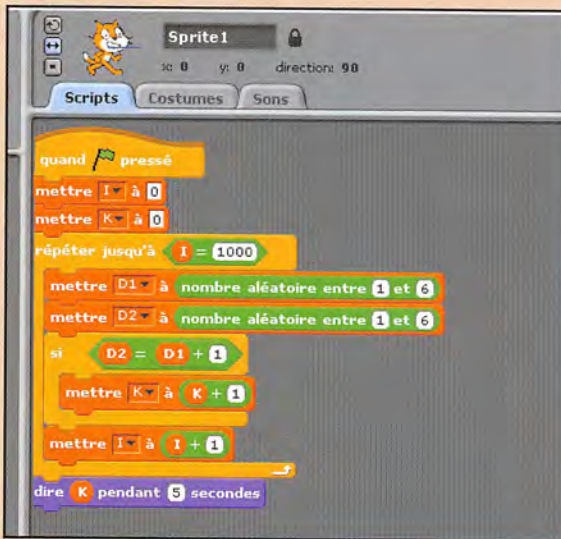 Sprite1
x: 0 y: 0 direction: 90
Scripts Costumes Sons
quand pressé
mettre I à 0
mettre K à 0
répéter jusqu'à I = 1000
mettre D1 à nombre aléatoire entre 1 et 6
mettre D2 à nombre aléatoire entre 1 et 6
si D2 = D1 + 1
mettre K à K + 1
mettre I à I + 1
dire K pendant 5 secondes